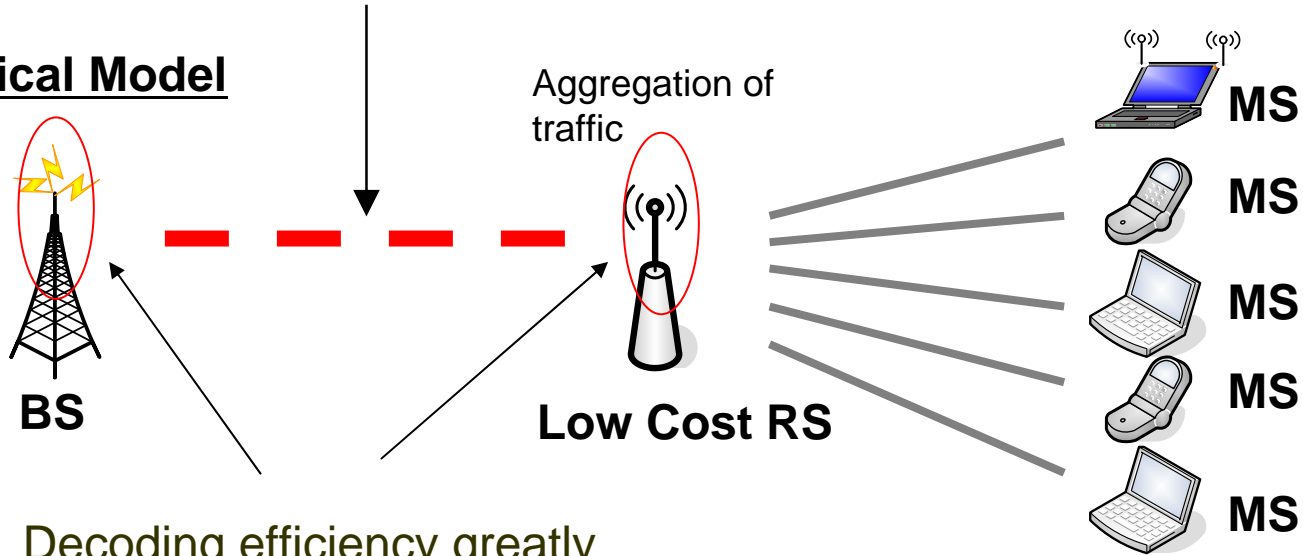 ical Model
Aggregation of
traffic
MS
MS
MS
MS
MS
BS
Low Cost RS
Decoding efficiency greatly